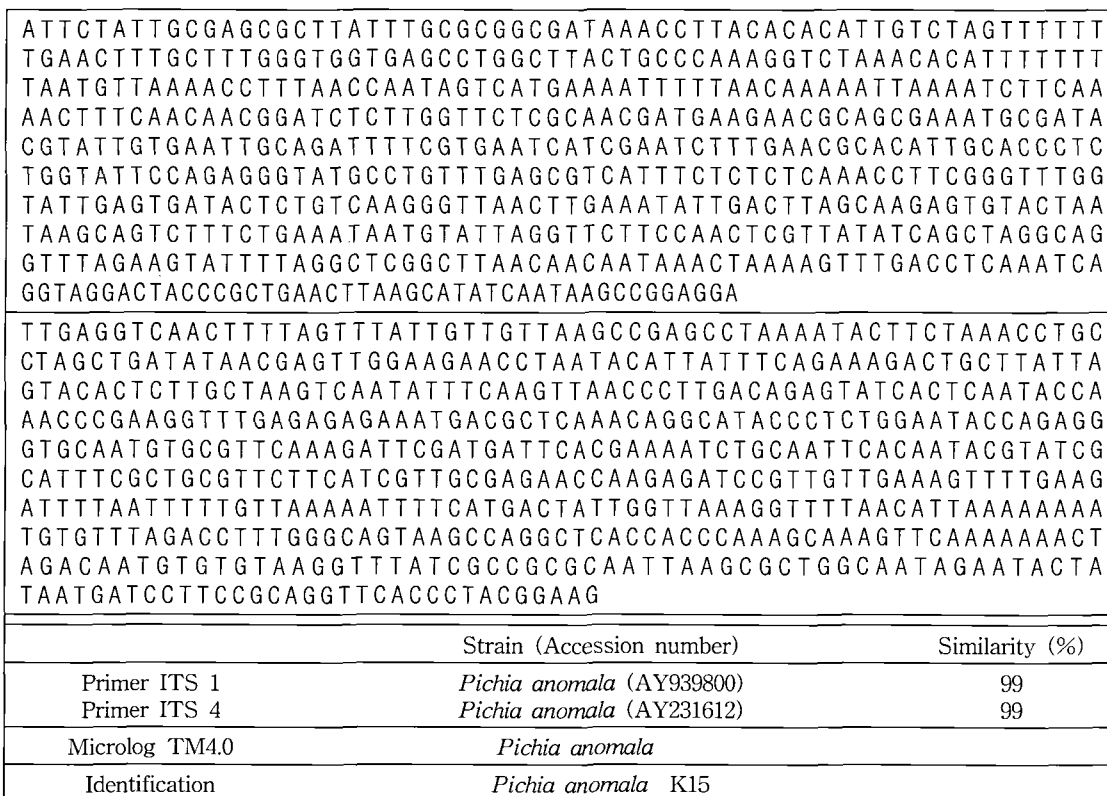 ATTCTATTGCGAGCGCTTATTTGCGCGGCGATAAACCTTACACACATTGTCTAGTTTTTT
TGAACTTTGCTTTGGGTGGTGAGCCTGGCTTACTGCCCAAAGGTCTAAACACATTTTTTT
TAATGTTAAAACCTTTAACCAATAGTCATGAAAATTTTTAACAAAAATTAAAATCTTCAA
AACTTTCAACAACGGATCTCTTGGTTCTCGCAACGATGAAGAACGCAGCGAAATGCGATA
CGTATTGTGAATTGCAGATTTTCGTGAATCATCGAATCTTTGAACGCACATTGCACCCTC
TGGTATTCCAGAGGGTATGCCTGTTTGAGCGTCATTTCTCTCTCAAACCTTCGGGTTTGG
TATTGAGTGATACTCTGTCAAGGGTTAACTTGAAATATTGACTTAGCAAGAGTGTACTAA
TAAGCAGTCTTTCTGAAATAATGTATTAGGTTCTTCCAACTCGTTATATCAGCTAGGCAG
GTTTAGAAGTATTTTAGGCTCGGCTTAACAACAATAAACTAAAAGTTTGACCTCAAATCA
GGTAGGACTACCCGCTGAACTTAAGCATATCAATAAGCCGGAGGA
TTGAGGTCAACTTTTAGTTTATTGTTGTTAAGCCGAGCCTAAAATACTTCTAAACCTGC
CTAGCTGATATAACGAGTTGGAAGAACCTAATACATTATTTCAGAAAGACTGCTTATTA
GTACACTCTTGCTAAGTCAATATTTCAAGTTAACCCTTGACAGAGTATCACTCAATACCA
AACCCGAAGGTTTGAGAGAGAAATGACGCTCAAACAGGCATACCCTCTGGAATACCAGAGG
GTGCAATGTGCGTTCAAAGATTCGATGATTCACGAAAATCTGCAATTCACAATACGTATCG
CATTTCGCTGCGTTCTTCATCGTTGCGAGAACCAAGAGATCCGTTGTTGAAAGTTTTGAAG
ATTTTAATTTTTGTTAAAAATTTTCATGACTATTGGTTAAAGGTTTTAACATTAAAAAAAA
TGTGTTTAGACCTTTGGGCAGTAAGCCAGGCTCACCACCCAAAGCAAAGTTCAAAAAAACT
AGACAATGTGTGTAAGGTTTATCGCCGCGCAATTAAGCGCTGGCAATAGAATACTA
TAATGATCCTTCCGCAGGTTCACCCTACGGAAG
Strain (Accession number) Similarity (%)
Primer ITS 1 Pichia anomala (AY939800) 99
Primer ITS 4 Pichia anomala (AY231612) 99
Microlog TM4.0 Pichia anomala
Identification Pichia anomala K15